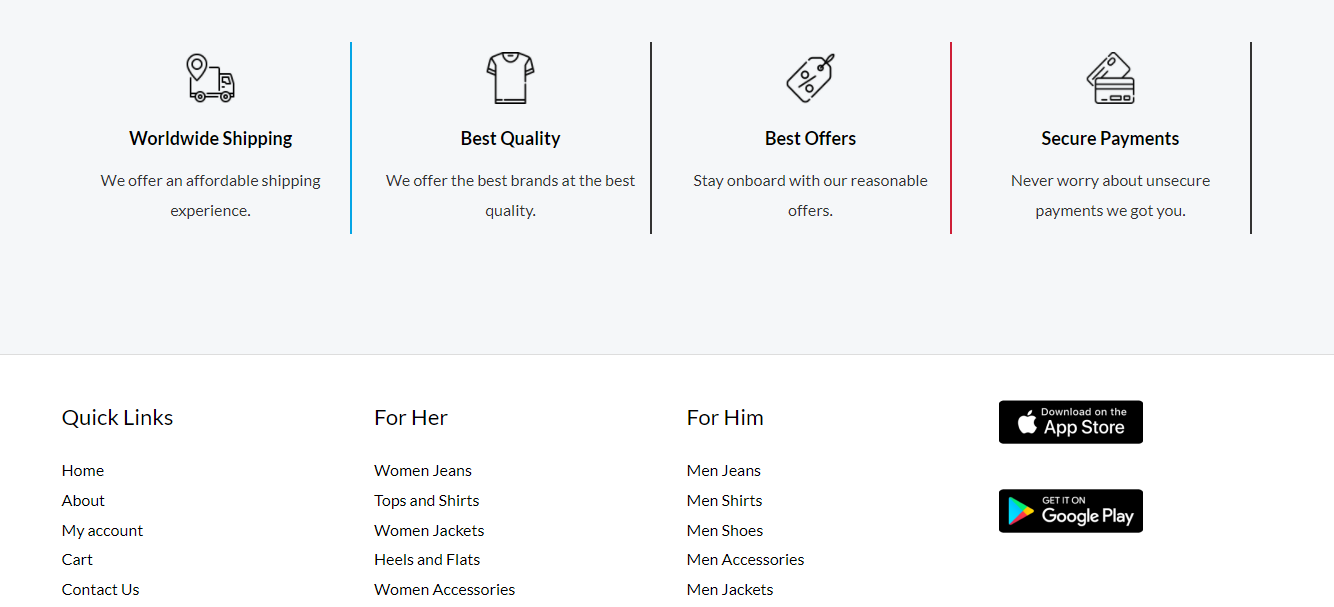 Worldwide Shipping
We offer an affordable shipping
experience.
Best Quality
We offer the best brands at the best
quality.
Best Offers
Stay onboard with our reasonable
offers.
Secure Payments
Never worry about unsecure
payments we got you.
Quick Links
Home
About
My account
Cart
Contact Us
For Her
Women Jeans
Tops and Shirts
Women Jackets
Heels and Flats
Women Accessories
For Him
Men Jeans
Men Shirts
Men Shoes
Men Accessories
Men Jackets
Download on the
App Store
GET IT ON
Google Play